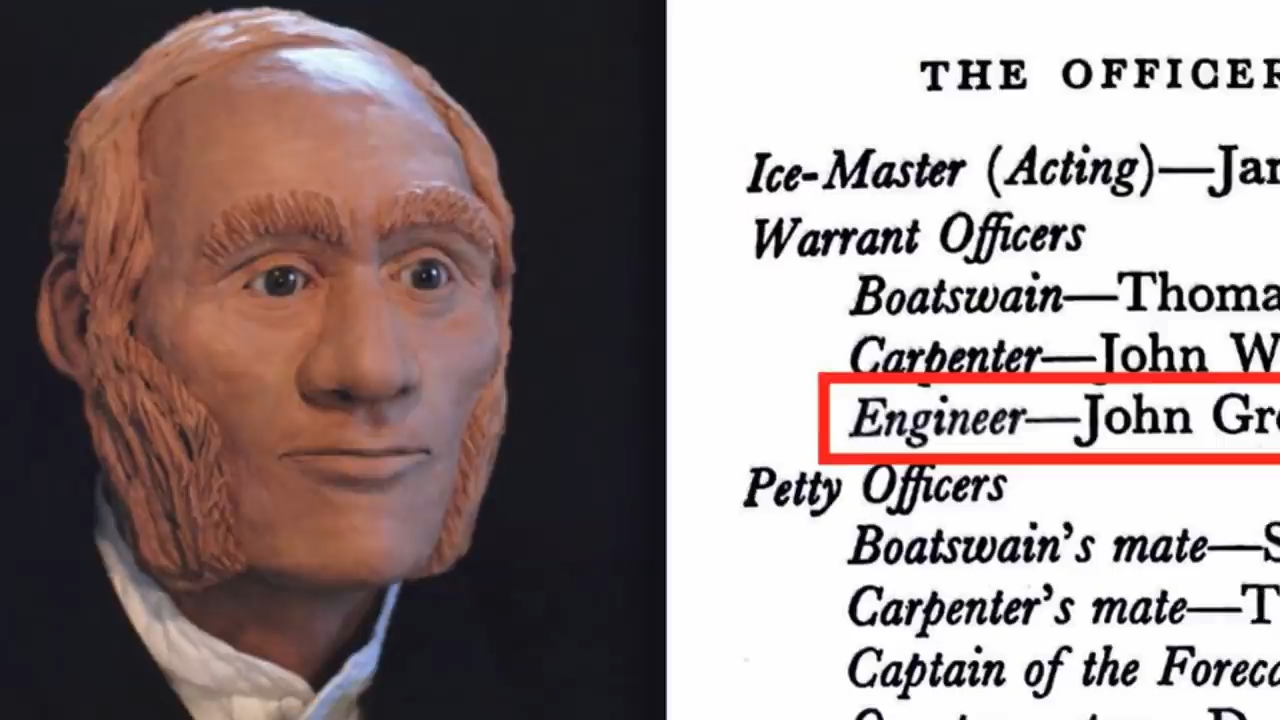 THE OFFICER
Ice-Master (Acting)—Jan
Warrant Officers
Boatswain—Thoma
Carpenter—John W
Engineer—John Gre
Petty Officers
Boatswain's mate—S
Carpenter's mate—T
Captain of the Foreca